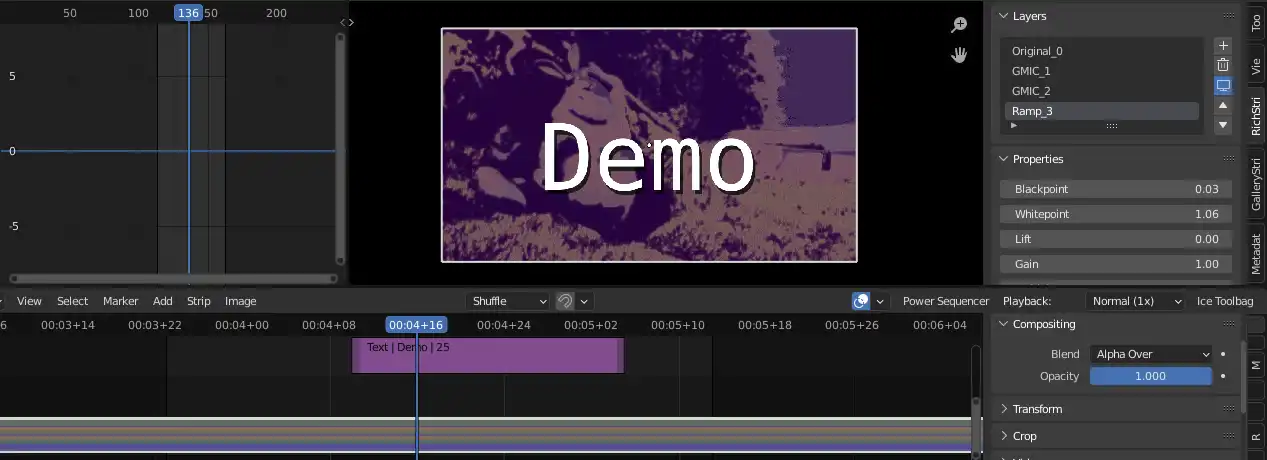 50 100 136 50 200
5
0
-5
Demo
Layers
Original_0
GMIC_1
GMIC_2
Ramp_3
Properties
Blackpoint 0.03
Whitepoint 1.06
Lift 0.00
Gain 1.00
Too
Vie
RichStri
GalleryStri
Metadat
View Select Marker Add Strip Image Shuffle Power Sequencer Playback: Normal (1x) Ice Toolbag
6 00:03+14 00:03+22 00:04+00 00:04+08 00:04+16 00:04+24 00:05+02 00:05+10 00:05+18 00:05+26 00:06+04
Text | Demo | 25
Compositing
Blend Alpha Over
Opacity 1.000
Transform
Crop
M
R